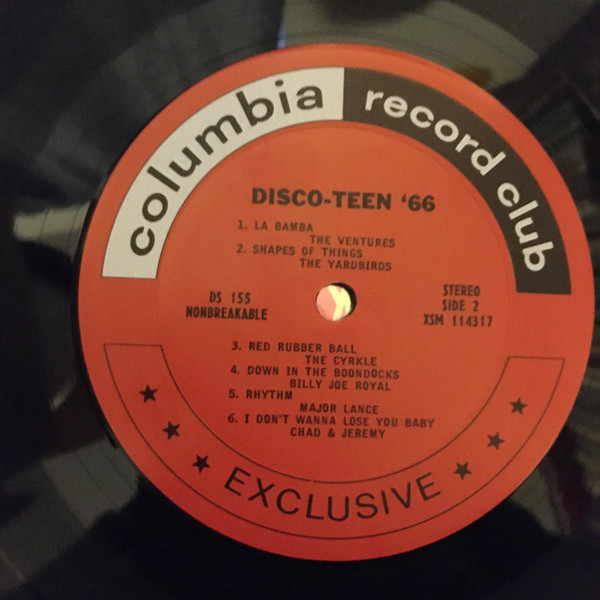 columbia record club
DISCO-TEEN '66
1. LA BAMBA
THE VENTURES
2. SHAPES OF THINGS
THE YARDBIRDS
DS 155
NONBREAKABLE
STEREO
SIDE 2
XSM 114317
3. RED RUBBER BALL
THE CYRKLE
4. DOWN IN THE BOONDOCKS
BILLY JOE ROYAL
5. RHYTHM
MAJOR LANCE
6. I DON'T WANNA LOSE YOU BABY
CHAD & JEREMY
EXCLUSIVE